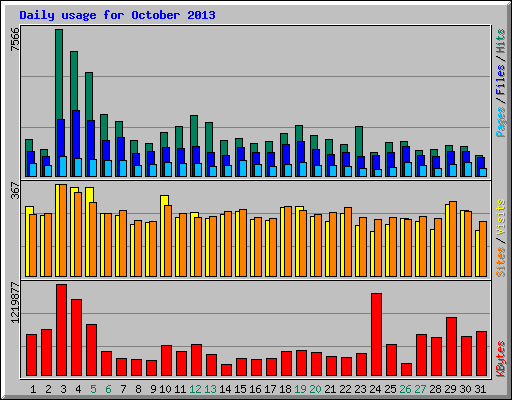 Daily usage for October 2013
7566
Pages / Files / Hits
367
Sites / Visits
1219877
KBytes
1 2 3 4 5 6 7 8 9 10 11 12 13 14 15 16 17 18 19 20 21 22 23 24 25 26 27 28 29 30 31